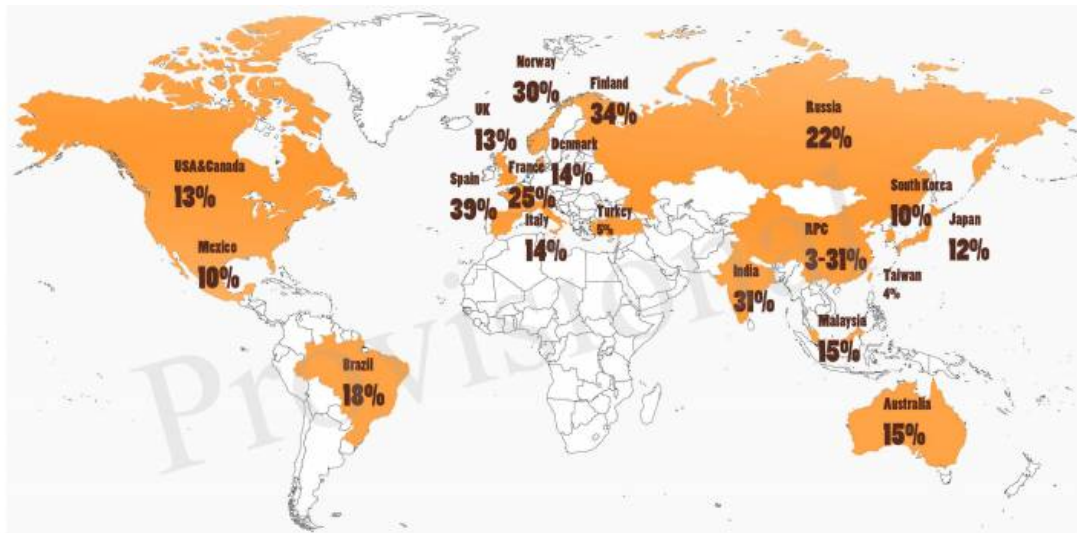 Norway
30%
Finland
34%
UK
13%
Denmark
14%
Russia
22%
USA&Canada
13%
France
25%
Spain
39%
Italy
14%
Turkey
5%
South Korea
10%
Japan
12%
RPC
3-31%
Mexico
10%
India
31%
Taiwan
4%
Malaysia
15%
Brazil
18%
Australia
15%
Provisional